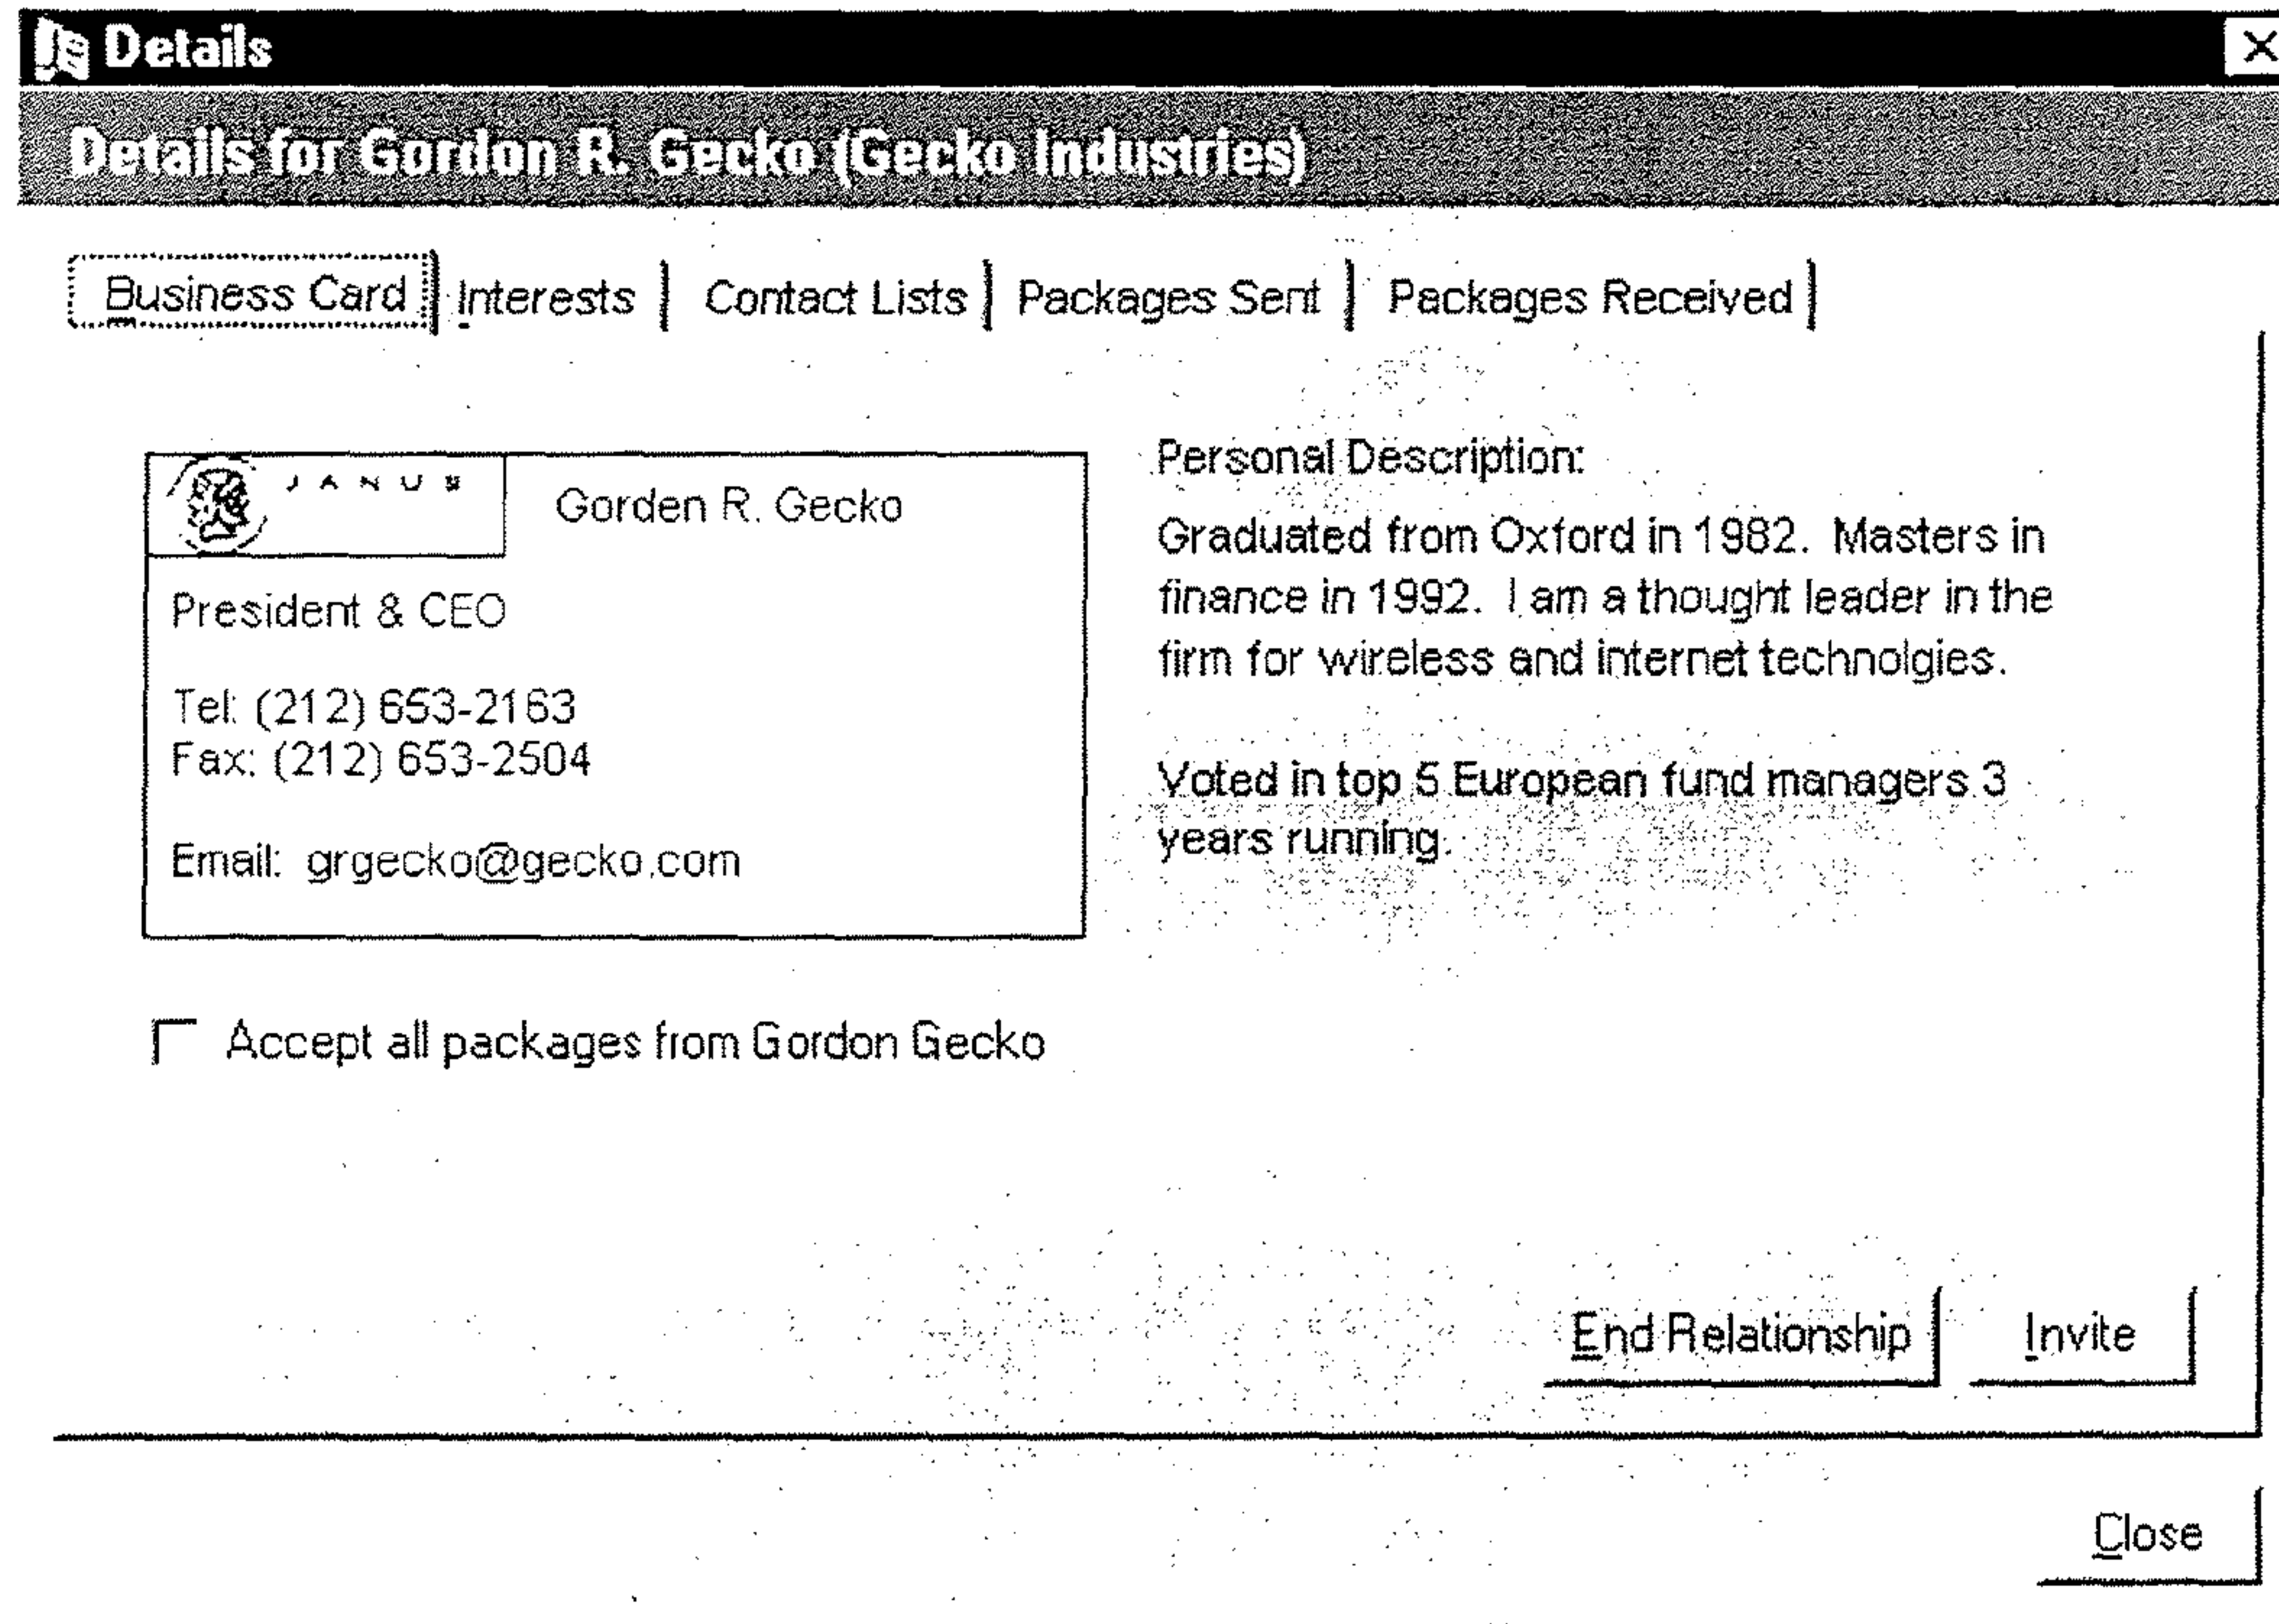 Details
Details for Gordon R. Gecko (Gecko Industries)
Business Card Interests Contact Lists Packages Sent Packages Received
JANUS
Gorden R. Gecko
President & CEO
Tel: (212) 653-2163
Fax: (212) 653-2504
Email: grgecko@gecko.com
Personal Description:
Graduated from Oxford in 1982. Masters in
finance in 1992. I am a thought leader in the
firm for wireless and internet technolgies.
Voted in top 5 European fund managers 3
years running.
Accept all packages from Gordon Gecko
End Relationship Invite
Close